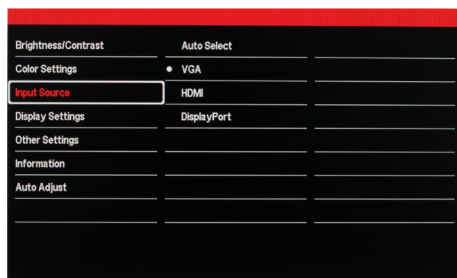 Brightness/Contrast
Auto Select
Color Settings
VGA
Input Source
HDMI
Display Settings
DisplayPort
Other Settings
Information
Auto Adjust